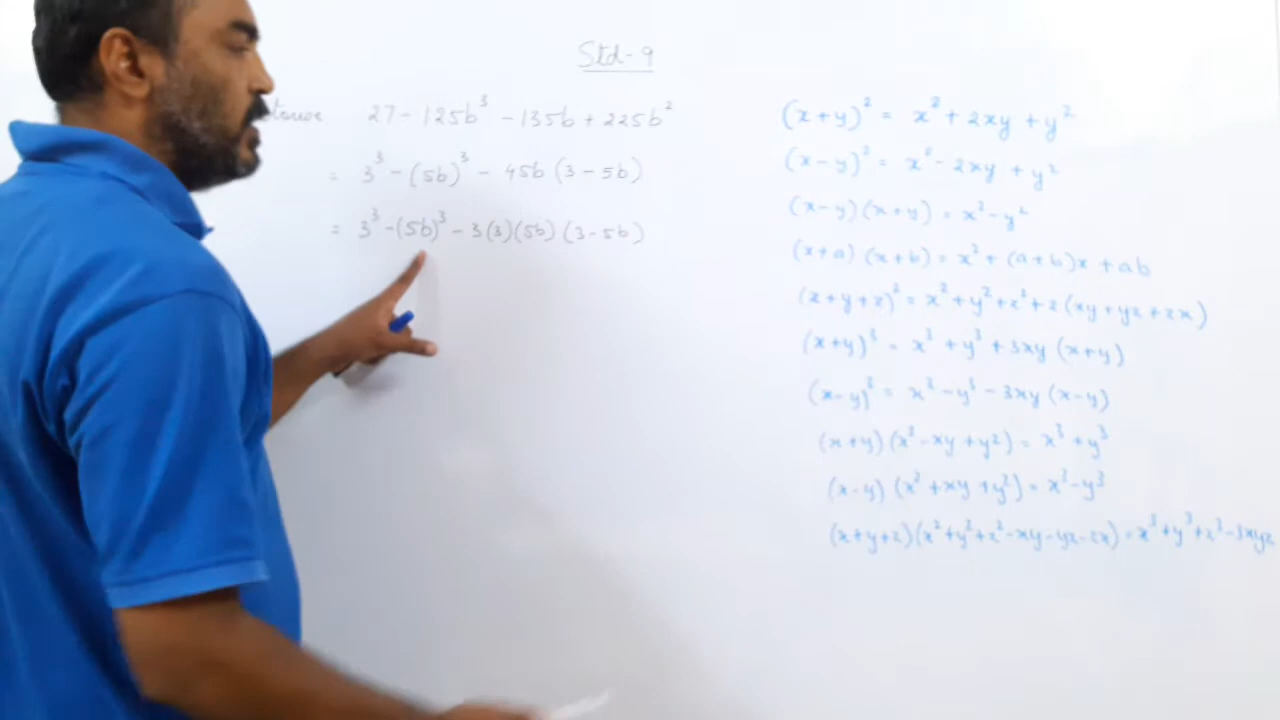 Std-9
27 - 125b³ - 135b + 225b²
= 3³ - (5b)³ - 45b (3 - 5b)
= 3³ - (5b)³ - 3(3)(5b) (3 - 5b)
(x+y)² = x² + 2xy + y²
(x-y)² = x² - 2xy + y²
(x-y)(x+y) = x² - y²
(x+a)(x+b) = x² + (a+b)x + ab
(x+y+z)² = x² + y² + z² + 2(xy + yz + zx)
(x+y)³ = x³ + y³ + 3xy (x+y)
(x-y)³ = x³ - y³ - 3xy (x-y)
(x+y) (x² - xy + y²) = x³ + y³
(x-y) (x² + xy + y²) = x³ - y³
(x+y+z)(x²+y²+z²-xy-yz-zx) = x³+y³+z³-3xyz